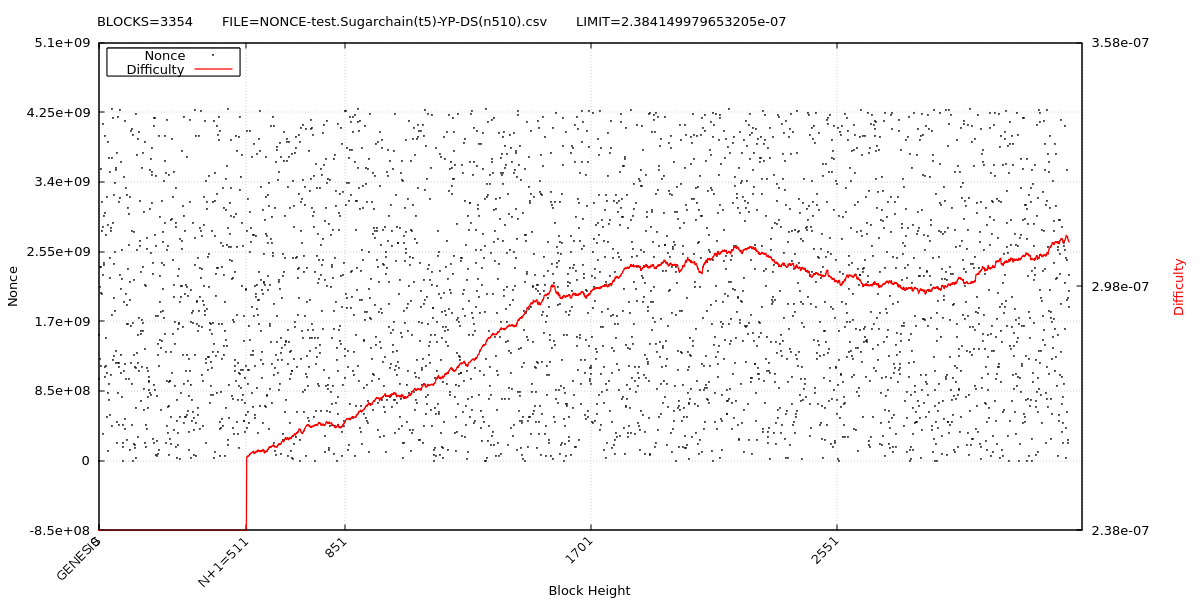 BLOCKS=3354 FILE=NONCE-test.Sugarchain(t5)-YP-DS(n510).csv LIMIT=2.384149979653205e-07
5.1e+09
3.58e-07
Nonce
Difficulty
4.25e+09
3.4e+09
2.55e+09
Nonce
2.98e-07
Difficulty
1.7e+09
8.5e+08
0
-8.5e+08
2.38e-07
GENESIS
0
N+1=511
851
1701
2551
Block Height